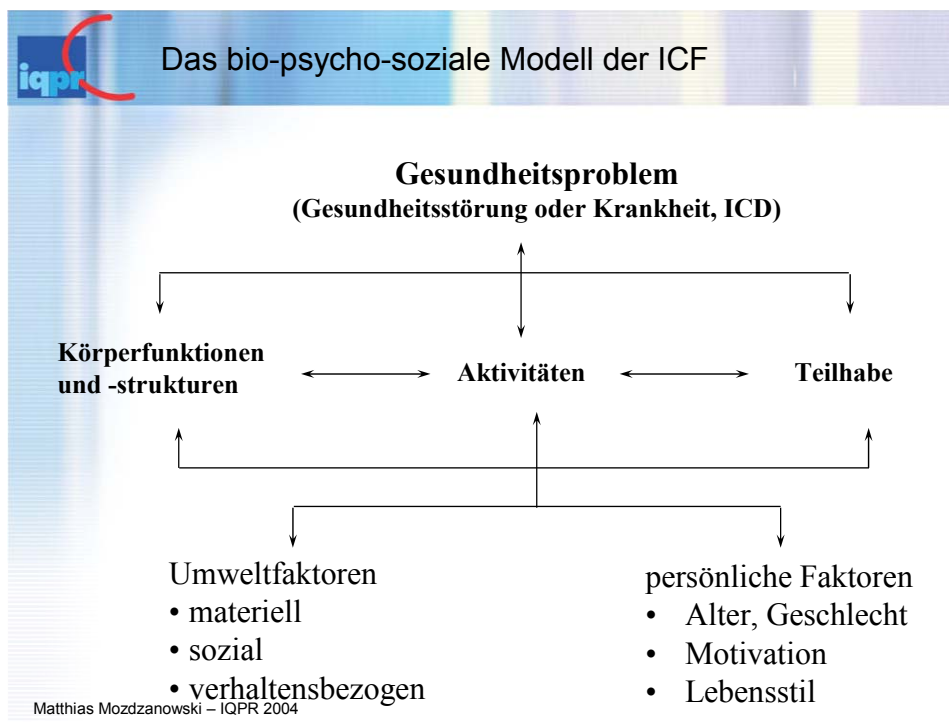 iqpr
Das bio-psycho-soziale Modell der ICF
Gesundheitsproblem
(Gesundheitsstörung oder Krankheit, ICD)
Körperfunktionen
und -strukturen
Aktivitäten
Teilhabe
Umweltfaktoren
• materiell
• sozial
• verhaltensbezogen
persönliche Faktoren
• Alter, Geschlecht
• Motivation
• Lebensstil
Matthias Mozdzanowski – IQPR 2004